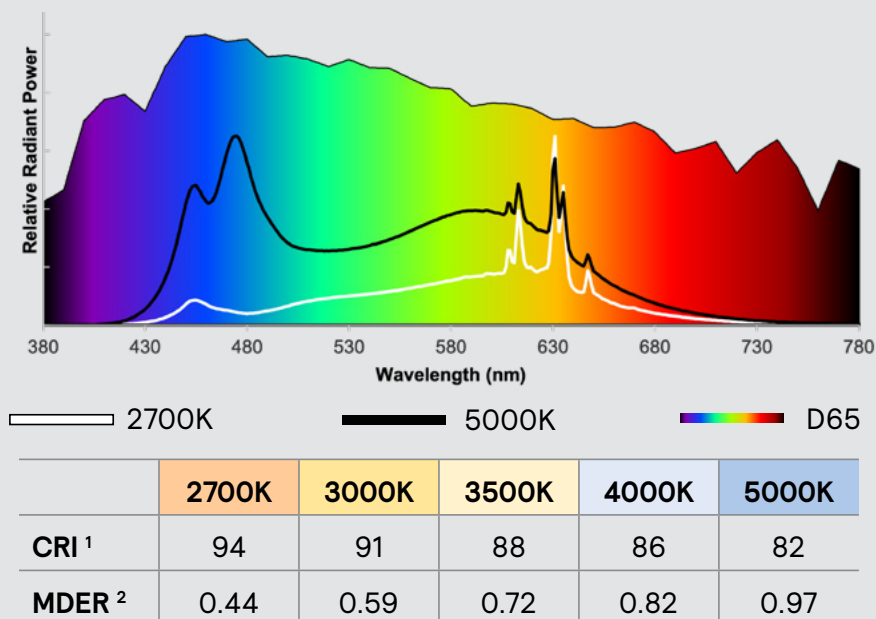 Relative Radiant Power
380 430 480 530 580 630 680 730 780
Wavelength (nm)
2700K 5000K D65
2700K 3000K 3500K 4000K 5000K
CRI ¹ 94 91 88 86 82
MDER ² 0.44 0.59 0.72 0.82 0.97